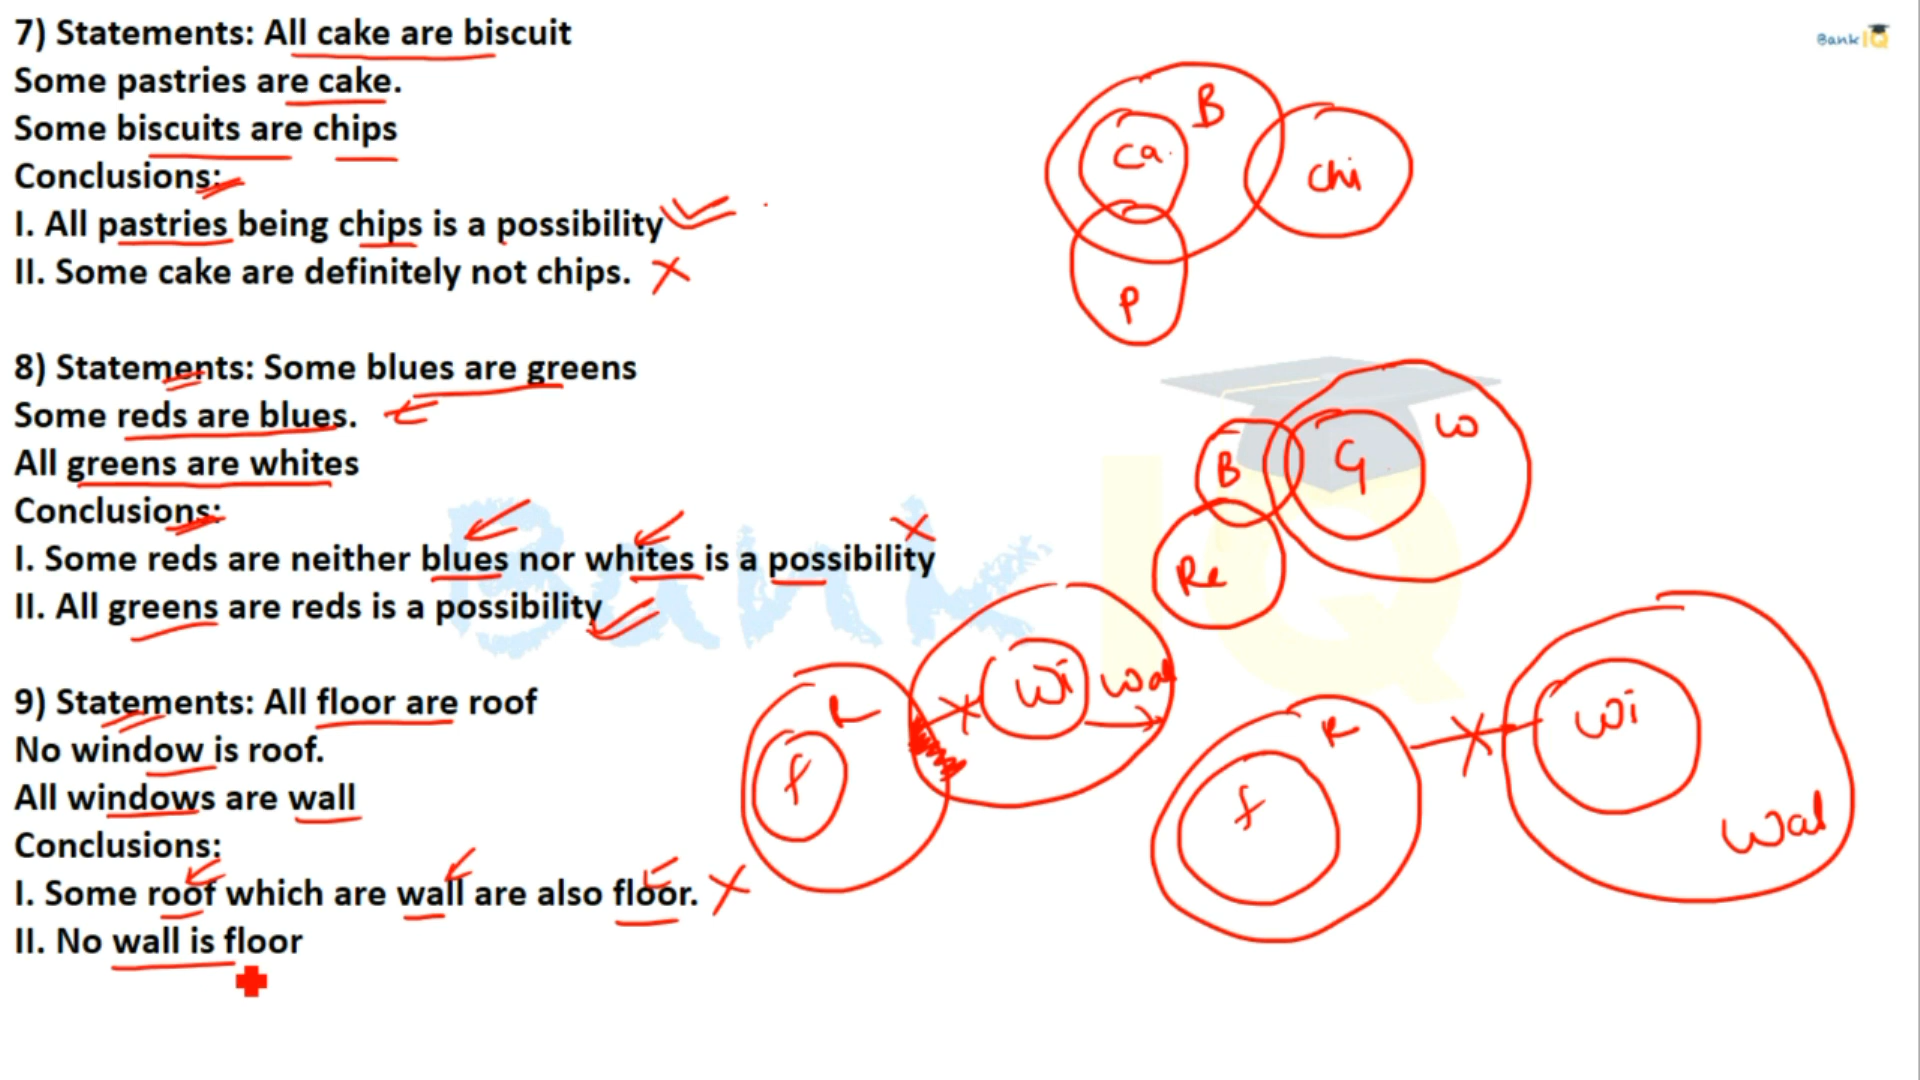 7) Statements: All cake are biscuit
Some pastries are cake.
Some biscuits are chips
Conclusions:
I. All pastries being chips is a possibility
II. Some cake are definitely not chips.
8) Statements: Some blues are greens
Some reds are blues.
All greens are whites
Conclusions:
I. Some reds are neither blues nor whites is a possibility
II. All greens are reds is a possibility
9) Statements: All floor are roof
No window is roof.
All windows are wall
Conclusions:
I. Some roof which are wall are also floor.
II. No wall is floor
Bank IQ
B
Ca
Chi
P
B
G
W
Re
R
f
Wi
Wal
R
f
Wi
Wal
Bank IQ